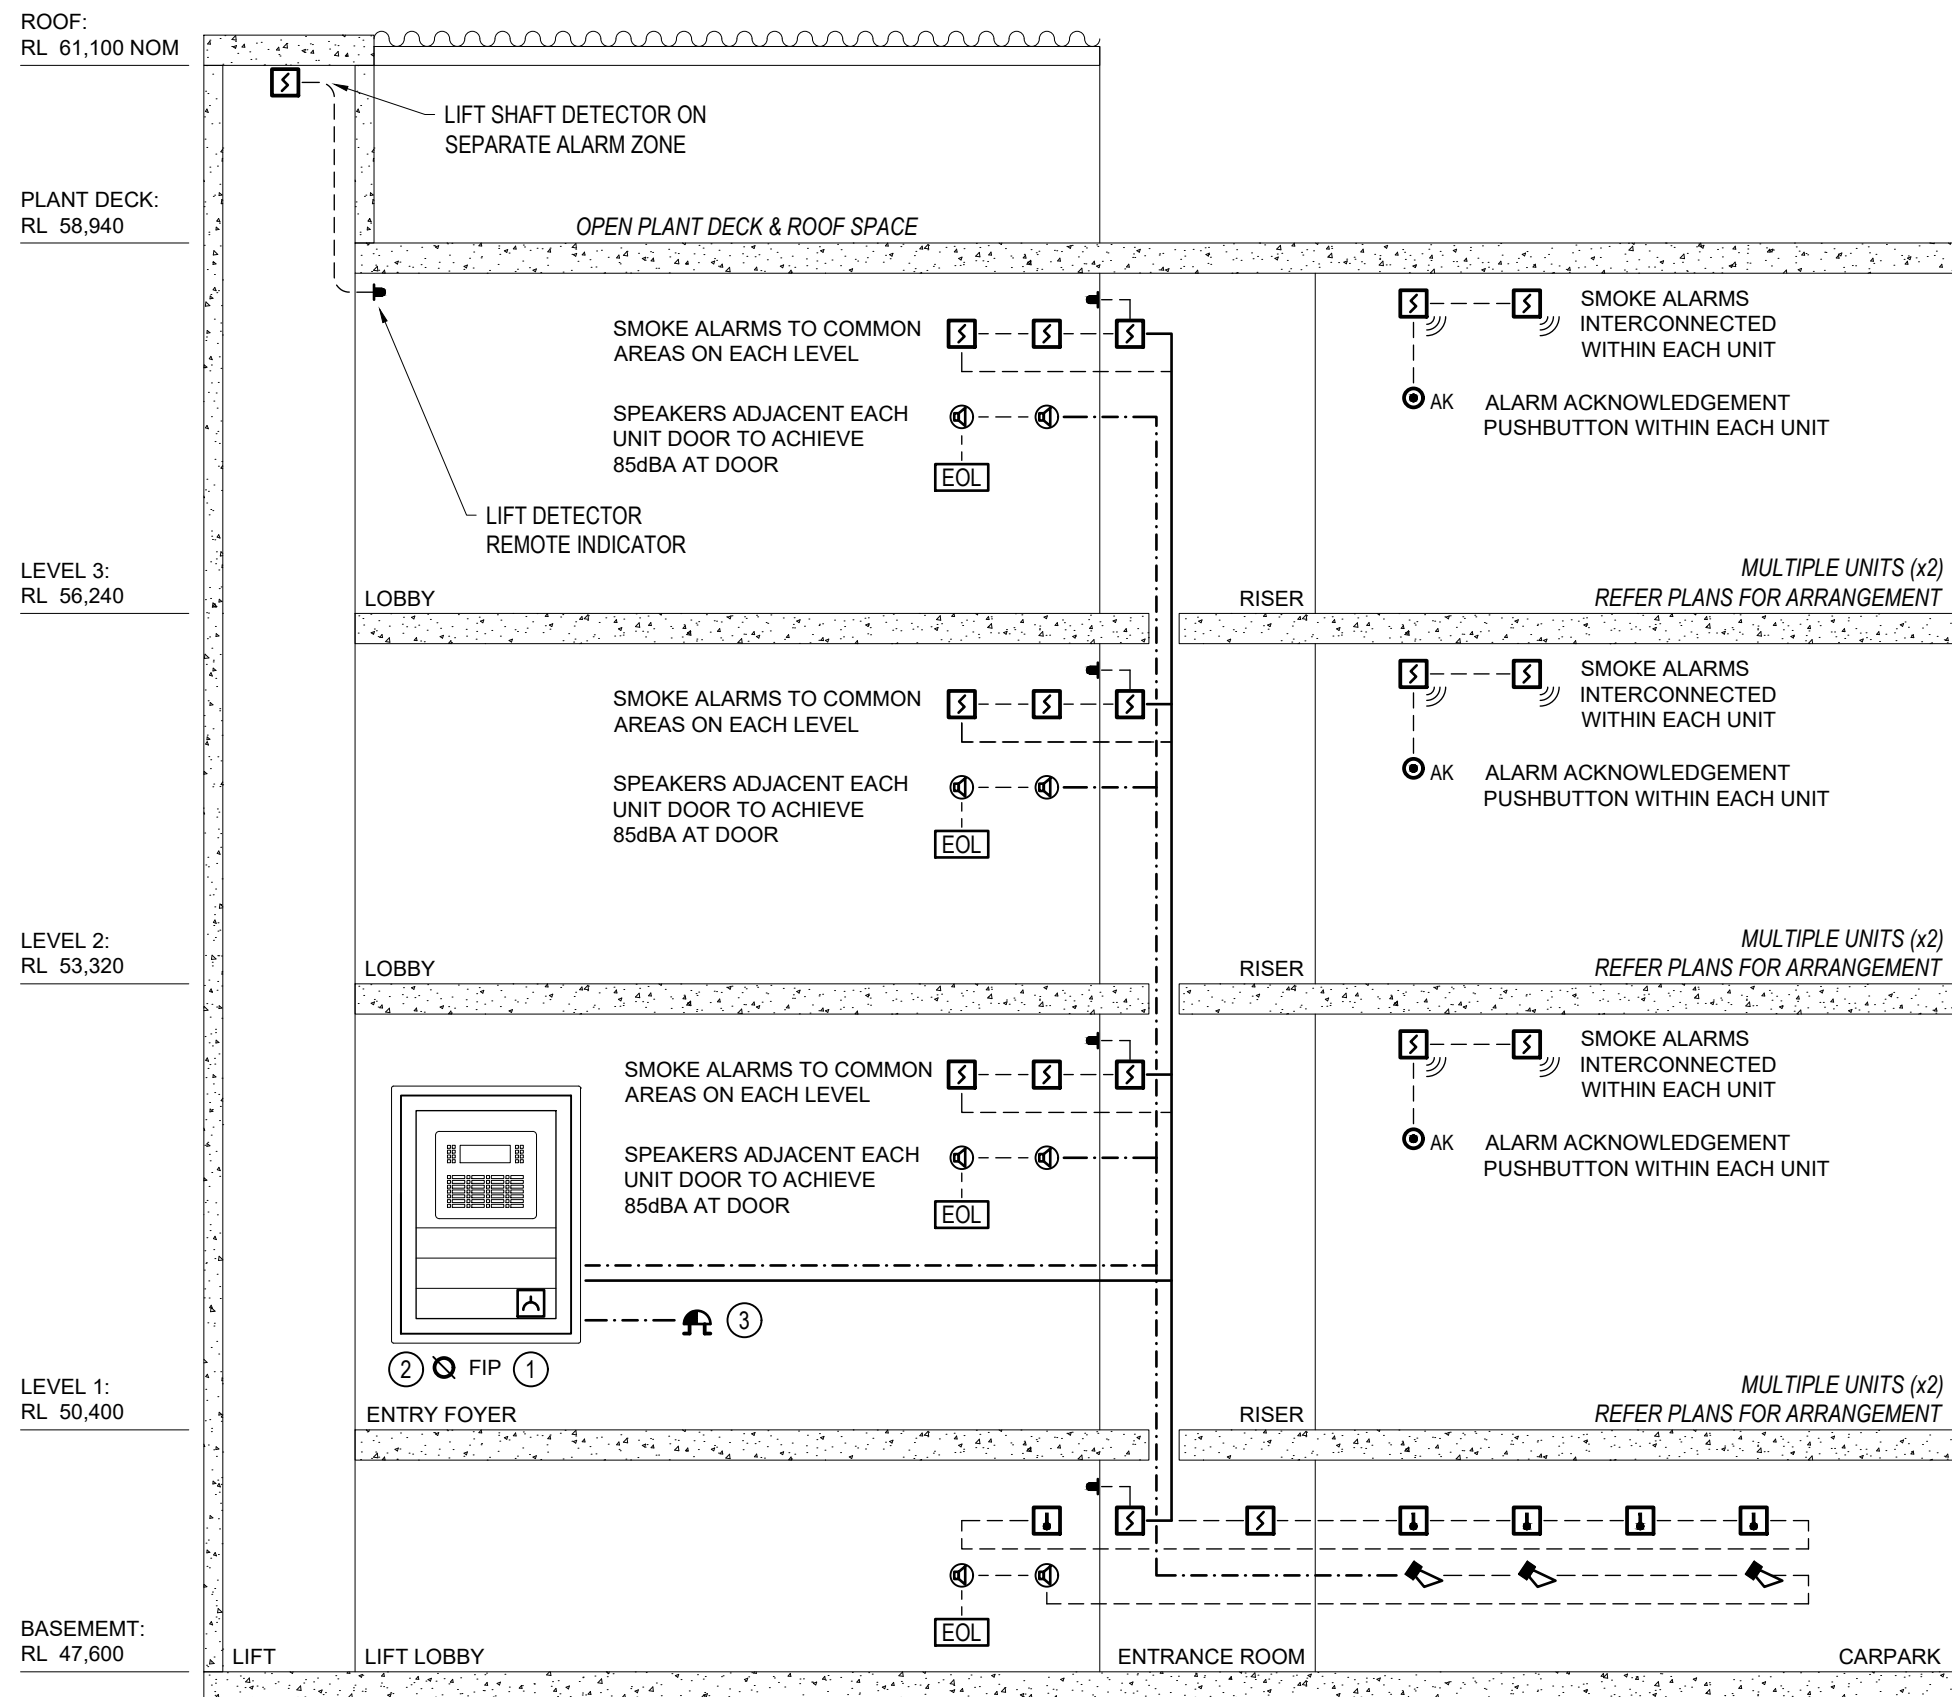 ROOF:
RL 61,100 NOM
LIFT SHAFT DETECTOR ON
SEPARATE ALARM ZONE
PLANT DECK:
RL 58,940
OPEN PLANT DECK & ROOF SPACE
SMOKE ALARMS TO COMMON
AREAS ON EACH LEVEL
SPEAKERS ADJACENT EACH
UNIT DOOR TO ACHIEVE
85dBA AT DOOR
EOL
SMOKE ALARMS
INTERCONNECTED
WITHIN EACH UNIT
AK
ALARM ACKNOWLEDGEMENT
PUSHBUTTON WITHIN EACH UNIT
LIFT DETECTOR
REMOTE INDICATOR
LEVEL 3:
RL 56,240
LOBBY
RISER
MULTIPLE UNITS (x2)
REFER PLANS FOR ARRANGEMENT
SMOKE ALARMS TO COMMON
AREAS ON EACH LEVEL
SPEAKERS ADJACENT EACH
UNIT DOOR TO ACHIEVE
85dBA AT DOOR
EOL
SMOKE ALARMS
INTERCONNECTED
WITHIN EACH UNIT
AK
ALARM ACKNOWLEDGEMENT
PUSHBUTTON WITHIN EACH UNIT
LEVEL 2:
RL 53,320
LOBBY
RISER
MULTIPLE UNITS (x2)
REFER PLANS FOR ARRANGEMENT
SMOKE ALARMS TO COMMON
AREAS ON EACH LEVEL
SPEAKERS ADJACENT EACH
UNIT DOOR TO ACHIEVE
85dBA AT DOOR
EOL
SMOKE ALARMS
INTERCONNECTED
WITHIN EACH UNIT
AK
ALARM ACKNOWLEDGEMENT
PUSHBUTTON WITHIN EACH UNIT
3
2 FIP 1
LEVEL 1:
RL 50,400
ENTRY FOYER
RISER
MULTIPLE UNITS (x2)
REFER PLANS FOR ARRANGEMENT
EOL
BASEMEMT:
RL 47,600
LIFT
LIFT LOBBY
ENTRANCE ROOM
CARPARK